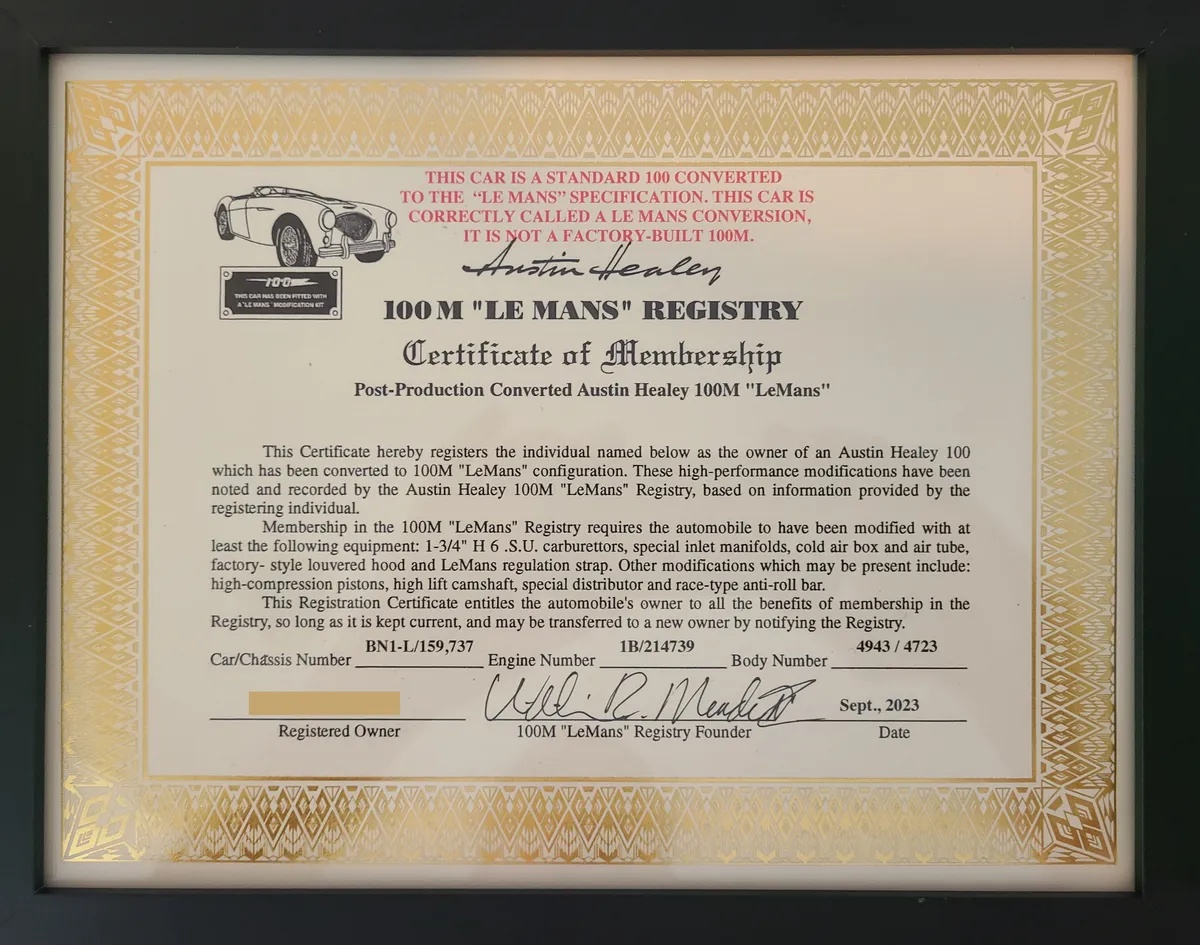 THIS CAR IS A STANDARD 100 CONVERTED
TO THE "LE MANS" SPECIFICATION. THIS CAR IS
CORRECTLY CALLED A LE MANS CONVERSION,
IT IS NOT A FACTORY-BUILT 100M.
Austin Healey
100
THIS CAR HAS BEEN FITTED WITH
A "LE MANS" MODIFICATION KIT
100 M "LE MANS" REGISTRY
Certificate of Membership
Post-Production Converted Austin Healey 100M "LeMans"
This Certificate hereby registers the individual named below as the owner of an Austin Healey 100
which has been converted to 100M "LeMans" configuration. These high-performance modifications have been
noted and recorded by the Austin Healey 100M "LeMans" Registry, based on information provided by the
registering individual.
Membership in the 100M "LeMans" Registry requires the automobile to have been modified with at
least the following equipment: 1-3/4" H 6 .S.U. carburettors, special inlet manifolds, cold air box and air tube,
factory- style louvered hood and LeMans regulation strap. Other modifications which may be present include:
high-compression pistons, high lift camshaft, special distributor and race-type anti-roll bar.
This Registration Certificate entitles the automobile's owner to all the benefits of membership in the
Registry, so long as it is kept current, and may be transferred to a new owner by notifying the Registry.
Car/Chassis Number BN1-L/159,737 Engine Number 1B/214739 Body Number 4943 / 4723
Sept., 2023
Registered Owner 100M "LeMans" Registry Founder Date